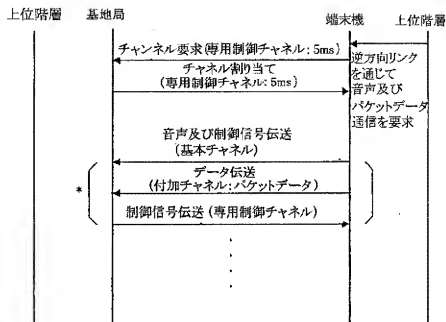 上位階層
基地局
端末機
上位階層
チャンネル要求(専用制御チャネル:5ms)
チャネル割り当て
(専用制御チャネル:5ms)
逆方向リンク
を通じて
音声及び
パケットデータ
通信を要求
音声及び制御信号伝送
(基本チャネル)
データ伝送
(付加チャネル:パケットデータ)
*
制御信号伝送(専用制御チャネル)